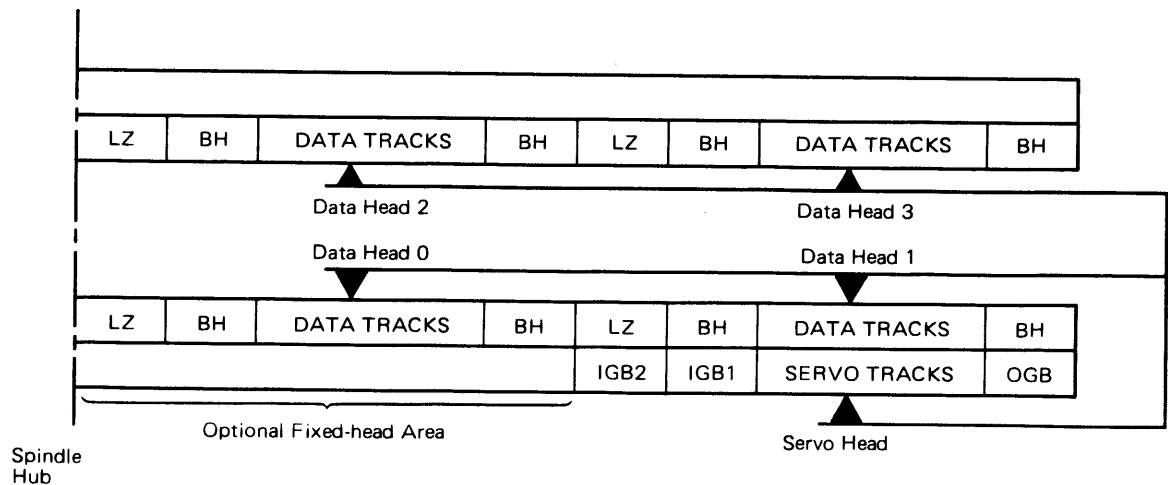 LZ BH DATA TRACKS BH LZ BH DATA TRACKS BH
Data Head 2 Data Head 3
Data Head 0 Data Head 1
LZ BH DATA TRACKS BH LZ BH DATA TRACKS BH
IGB2 IGB1 SERVO TRACKS OGB
Optional Fixed-head Area Servo Head
Spindle
Hub